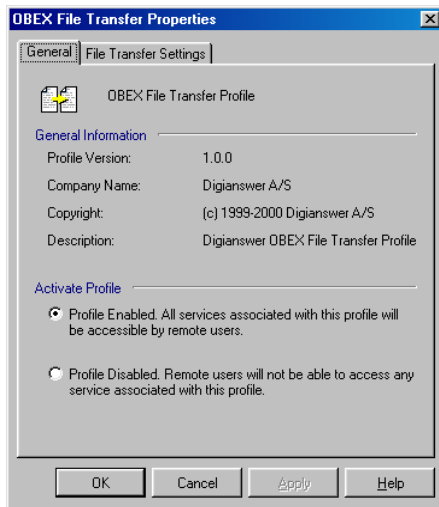 OBEX File Transfer Properties
General
File Transfer Settings
OBEX File Transfer Profile
General Information
Profile Version: 1.0.0
Company Name: Digianswer A/S
Copyright: (c) 1999-2000 Digianswer A/S
Description: Digianswer OBEX File Transfer Profile
Activate Profile
Profile Enabled. All services associated with this profile will
be accessible by remote users.
Profile Disabled. Remote users will not be able to access any
service associated with this profile.
OK Cancel Apply Help